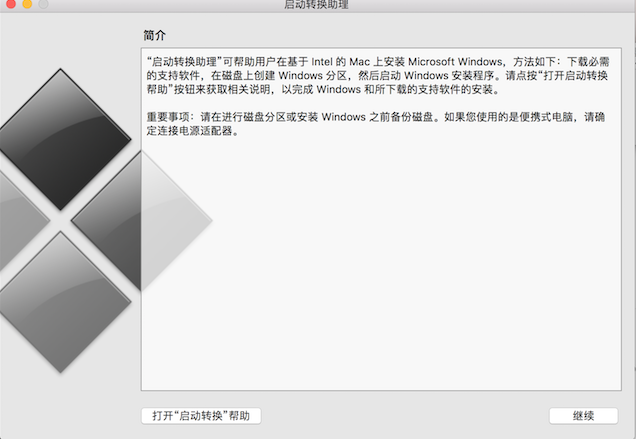 启动转换助理
简介
“启动转换助理”可帮助用户在基于 Intel 的 Mac 上安装 Microsoft Windows，方法如下：下载必需
的支持软件，在磁盘上创建 Windows 分区，然后启动 Windows 安装程序。请点按“打开启动转换
帮助”按钮来获取相关说明，以完成 Windows 和所下载的支持软件的安装。
重要事项：请在进行磁盘分区或安装 Windows 之前备份磁盘。如果您使用的是便携式电脑，请确
定连接电源适配器。
打开“启动转换”帮助
继续